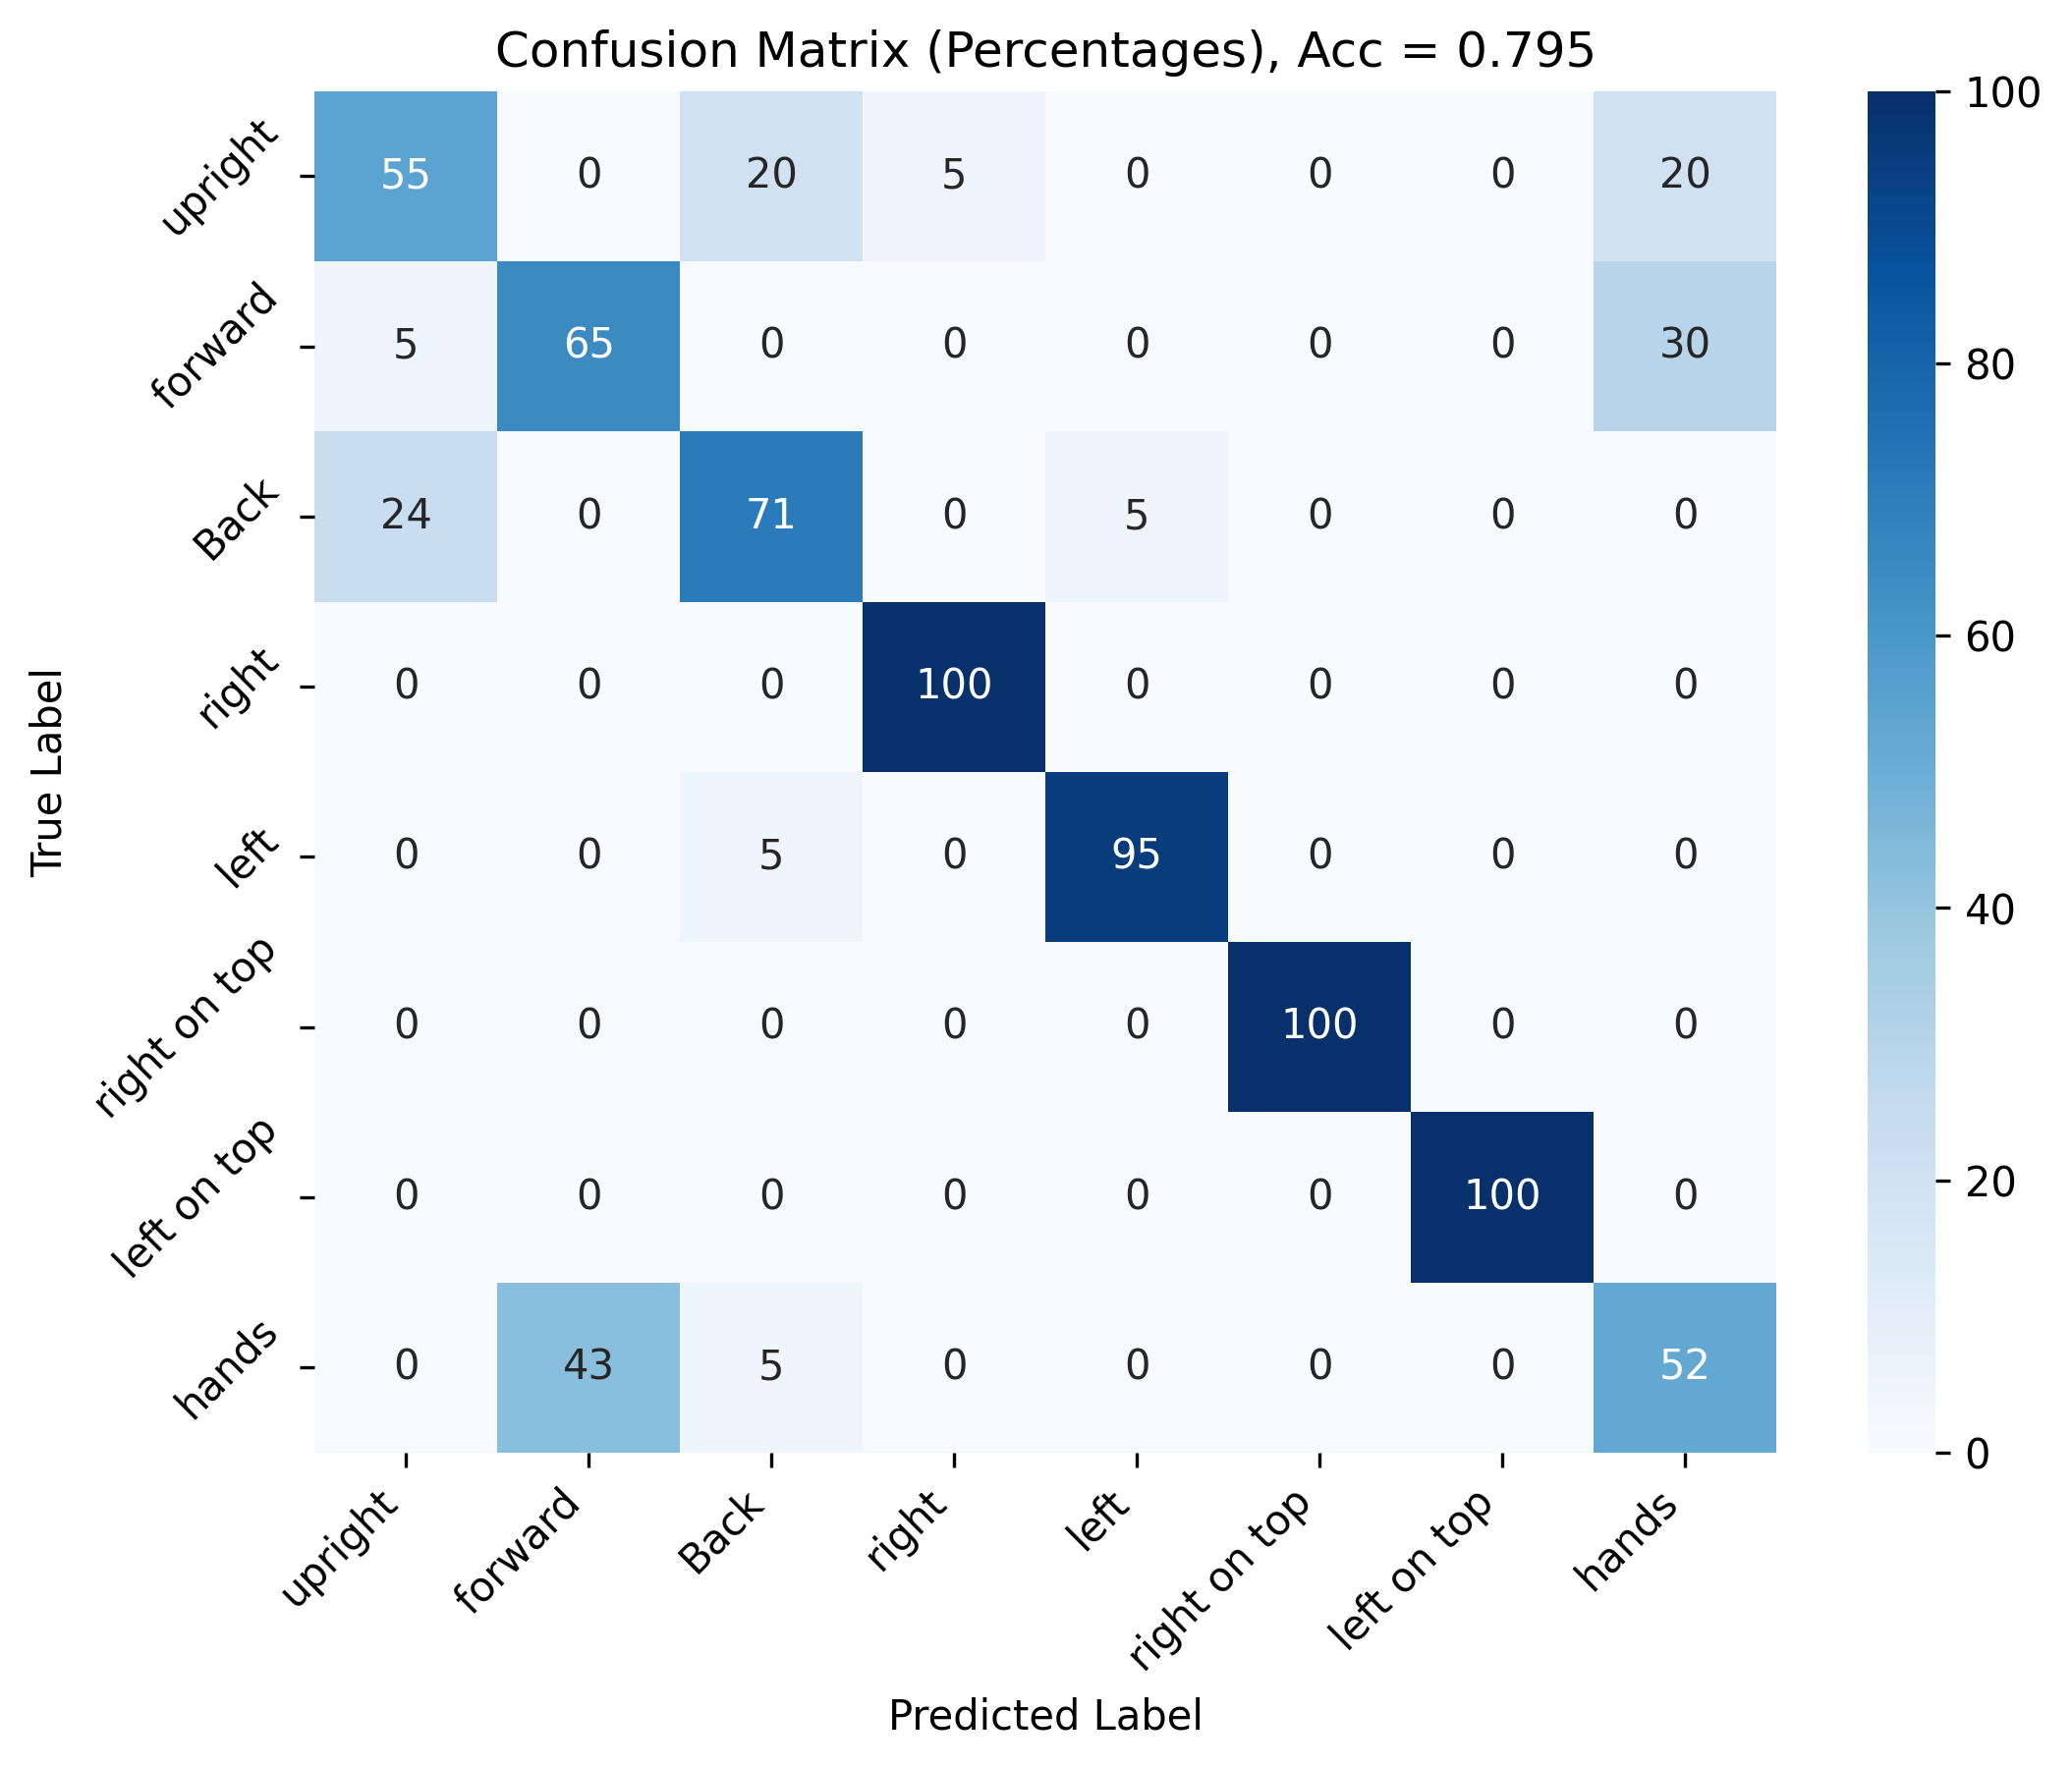 Confusion Matrix (Percentages), Acc = 0.795
True Label
upright 55 0 20 5 0 0 0 20
forward 5 65 0 0 0 0 0 30
Back 24 0 71 0 5 0 0 0
right 0 0 0 100 0 0 0 0
left 0 0 5 0 95 0 0 0
right on top 0 0 0 0 0 100 0 0
left on top 0 0 0 0 0 0 100 0
hands 0 43 5 0 0 0 0 52
upright forward Back right left right on top left on top hands
Predicted Label
100
80
60
40
20
0